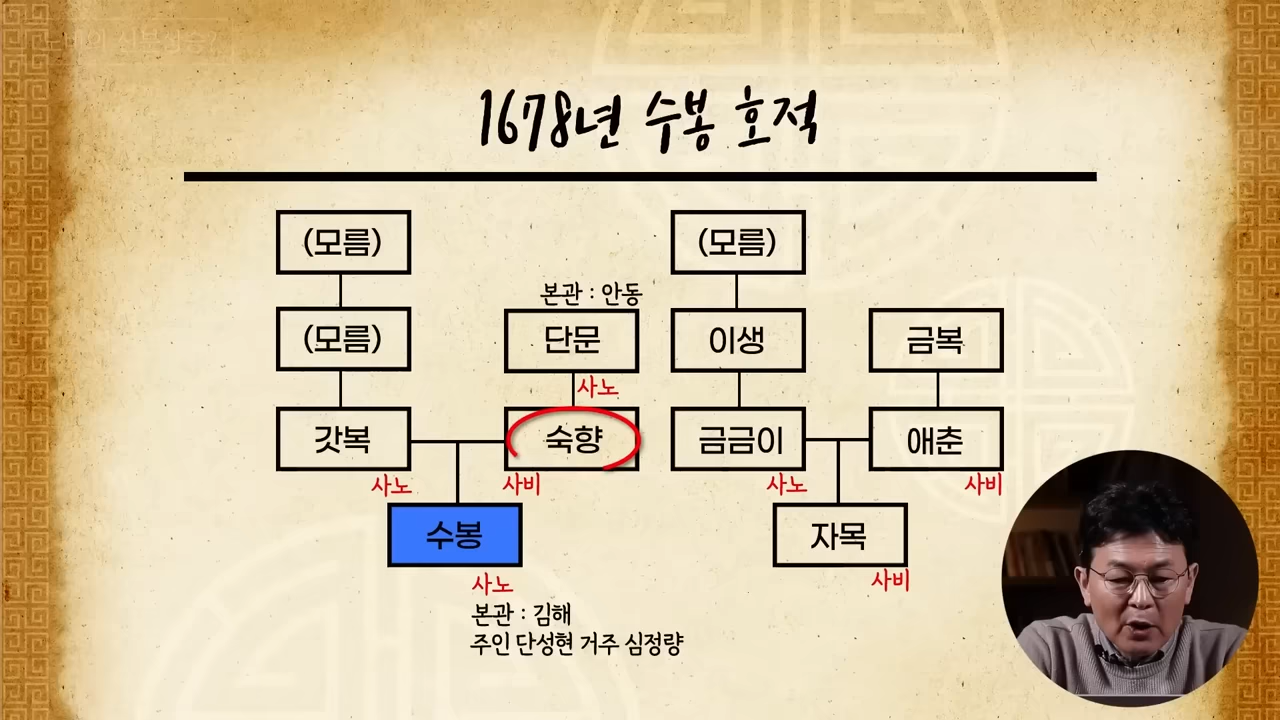 1678년 수봉 호적
(모름)
(모름)
본관 : 안동
(모름)
단문
이생
금복
사노
갓복
숙향
금금이
애춘
사노
사비
사노
사비
수봉
자목
사노
사비
본관 : 김해
주인 단성현 거주 심정량